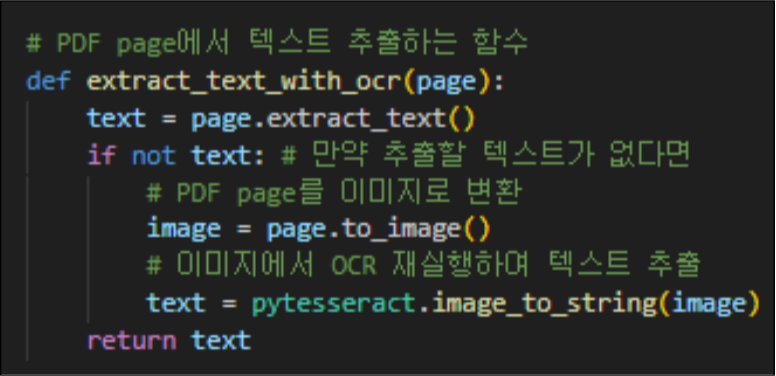 # PDF page에서 텍스트 추출하는 함수
def extract_text_with_ocr(page):
    text = page.extract_text()
    if not text: # 만약 추출할 텍스트가 없다면
        # PDF page를 이미지로 변환
        image = page.to_image()
        # 이미지에서 OCR 재실행하여 텍스트 추출
        text = pytesseract.image_to_string(image)
    return text